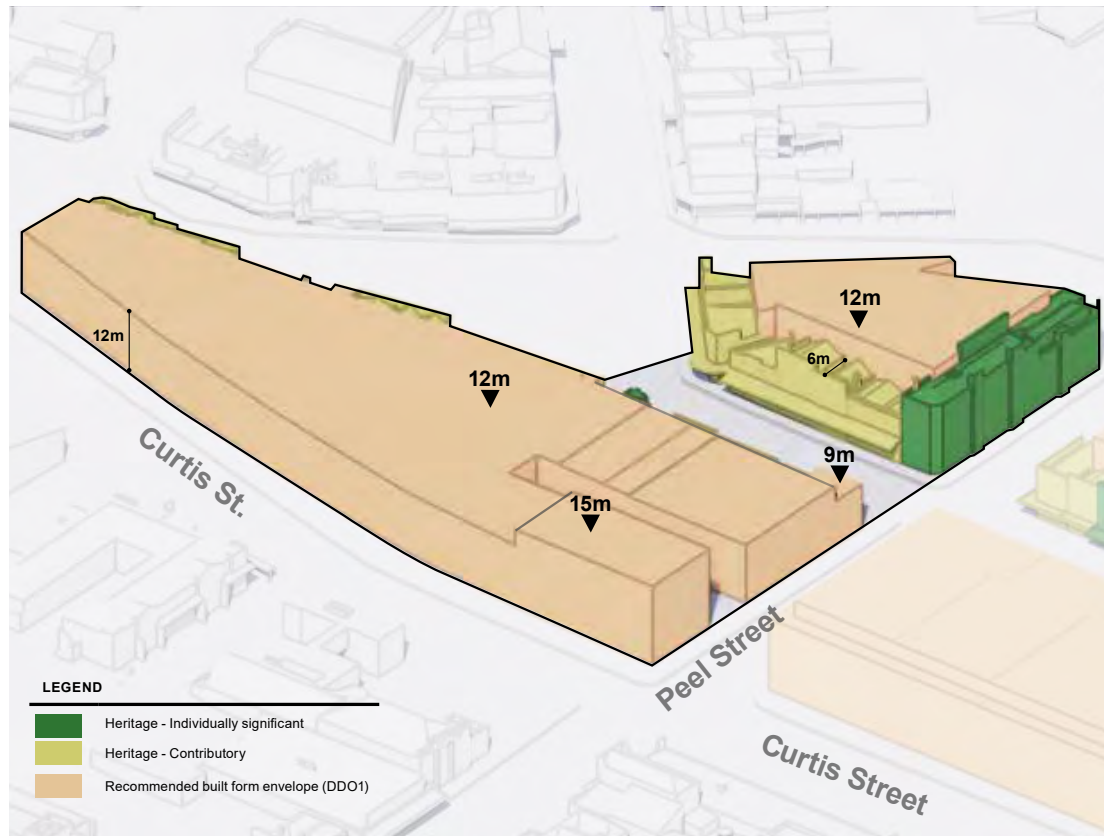 12m
6m
12m
12m
9m
15m
Curtis St.
Peel Street
Curtis Street
LEGEND
Heritage - Individually significant
Heritage - Contributory
Recommended built form envelope (DDO1)